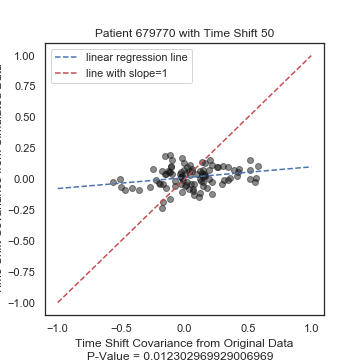 Patient 679770 with Time Shift 50
linear regression line
line with slope=1
1.00
0.75
0.50
0.25
0.00
−0.25
−0.50
−0.75
−1.00
−1.0 −0.5 0.0 0.5 1.0
Time Shift Covariance from Original Data
P-Value = 0.012302969929006969